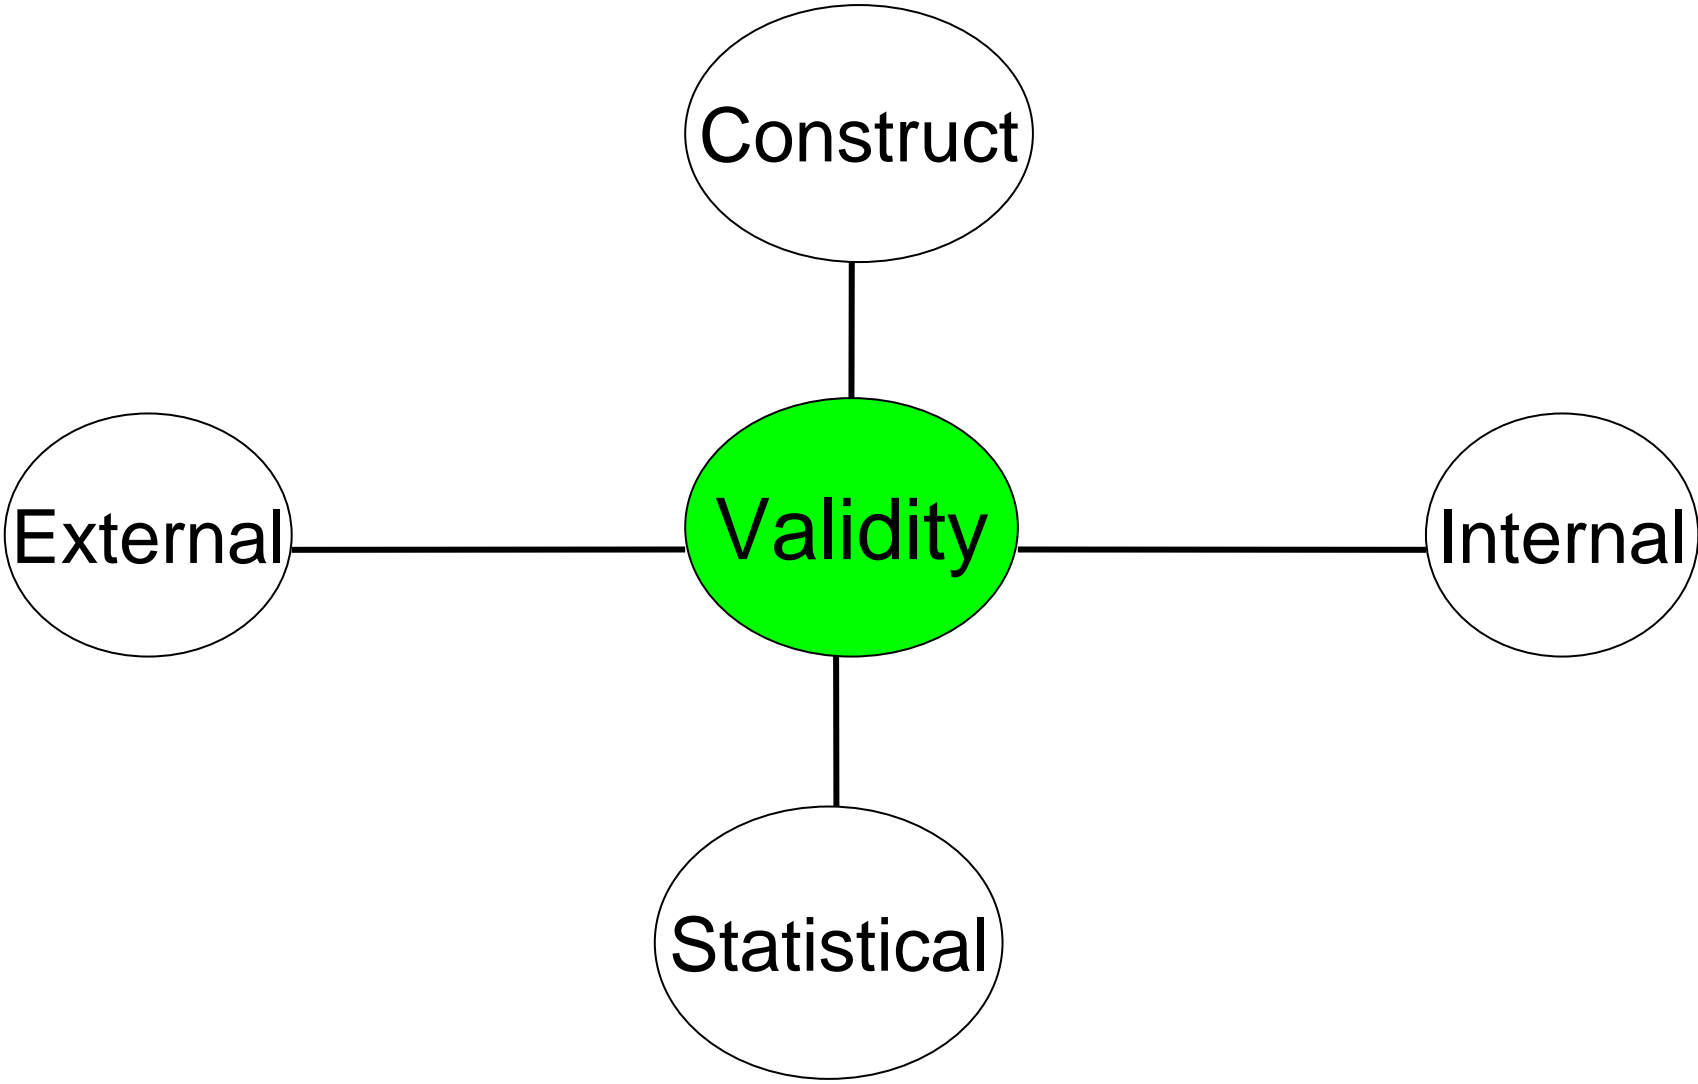 Construct
External
Validity
Internal
Statistical